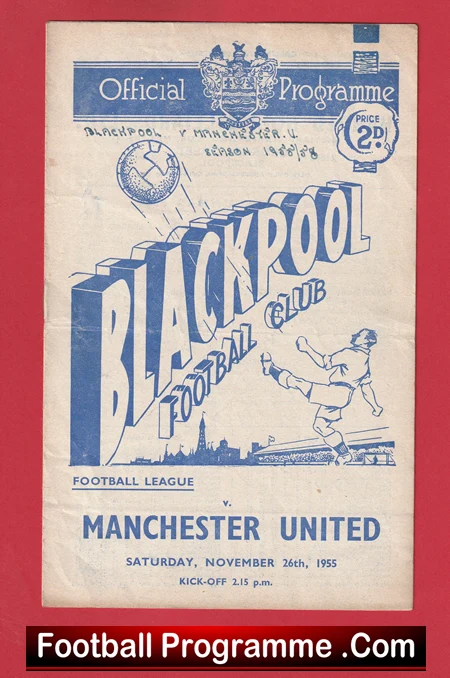 Official Programme
BLACKPOOL V MANCHESTER.U.
SEASON 1955/56
PRICE
2D.
BLACKPOOL
FOOTBALL CLUB
FOOTBALL LEAGUE
v.
MANCHESTER UNITED
SATURDAY, NOVEMBER 26th, 1955
KICK-OFF 2.15 p.m.
Football Programme .Com